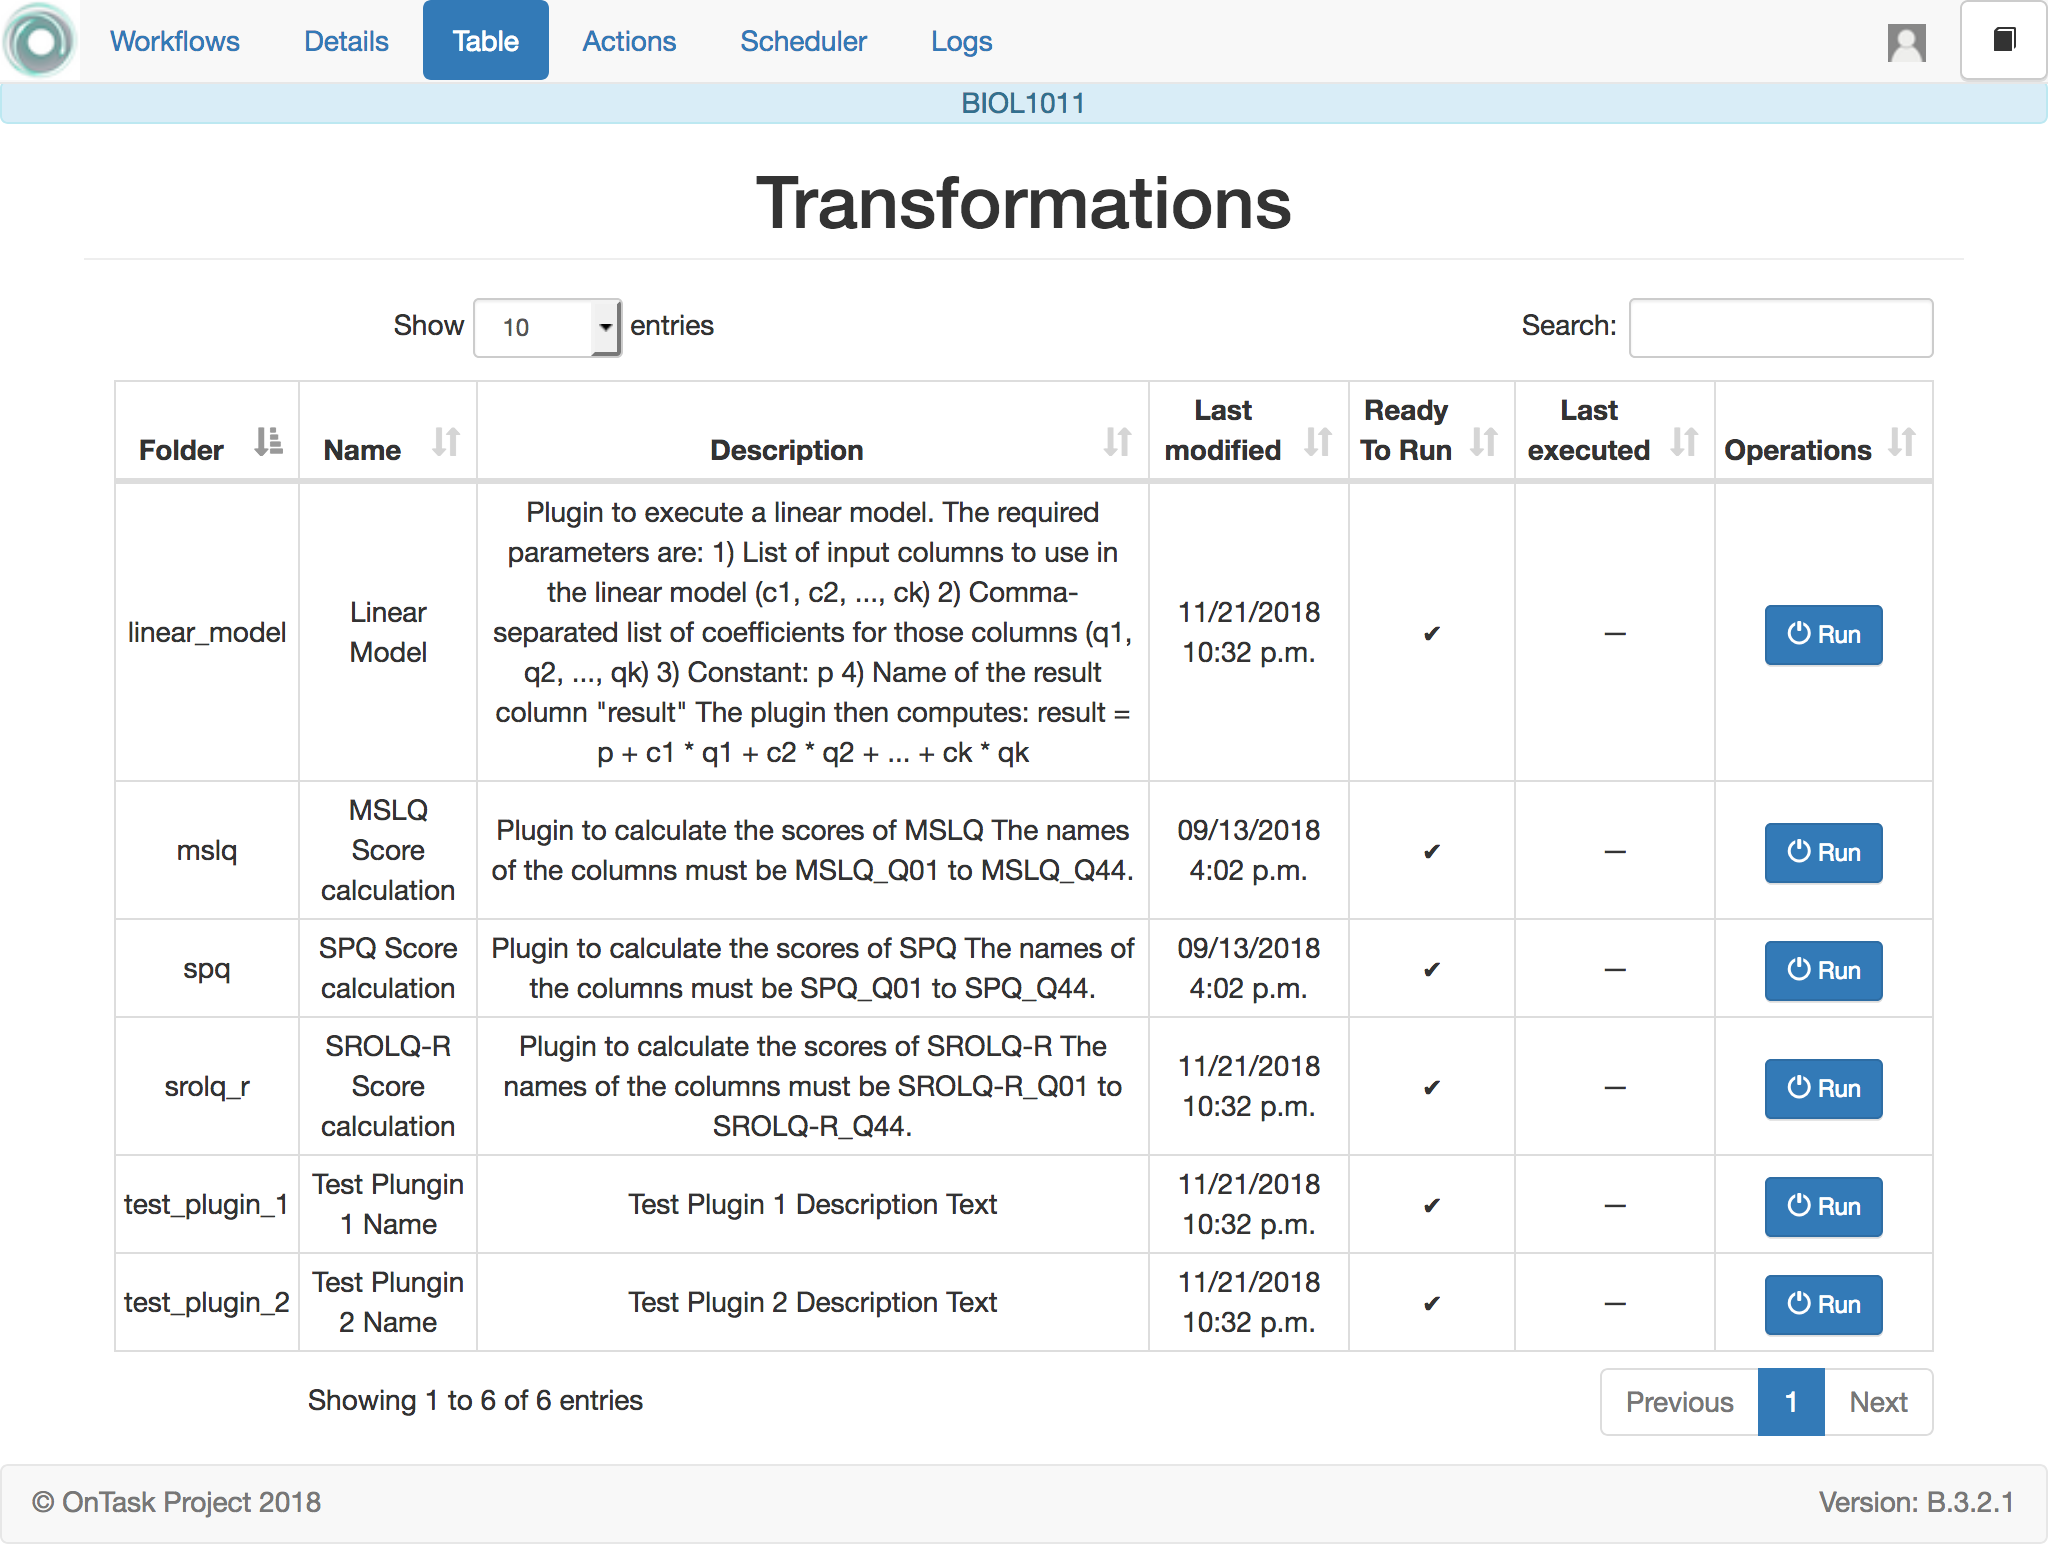 Workflows Details Table Actions Scheduler Logs
BIOL1011
Transformations
Show 10 entries Search:
Folder Name Description Last modified Ready To Run Last executed Operations
linear_model
Linear
Model
Plugin to execute a linear model. The required
parameters are: 1) List of input columns to use in
the linear model (c1, c2, ..., ck) 2) Comma-
separated list of coefficients for those columns (q1,
q2, ..., qk) 3) Constant: p 4) Name of the result
column "result" The plugin then computes: result =
p + c1 * q1 + c2 * q2 + ... + ck * qk
11/21/2018
10:32 p.m.
✔
—
Run
mslq
MSLQ
Score
calculation
Plugin to calculate the scores of MSLQ The names
of the columns must be MSLQ_Q01 to MSLQ_Q44.
09/13/2018
4:02 p.m.
✔
—
Run
spq
SPQ Score
calculation
Plugin to calculate the scores of SPQ The names of
the columns must be SPQ_Q01 to SPQ_Q44.
09/13/2018
4:02 p.m.
✔
—
Run
srolq_r
SROLQ-R
Score
calculation
Plugin to calculate the scores of SROLQ-R The
names of the columns must be SROLQ-R_Q01 to
SROLQ-R_Q44.
11/21/2018
10:32 p.m.
✔
—
Run
test_plugin_1
Test Plungin
1 Name
Test Plugin 1 Description Text
11/21/2018
10:32 p.m.
✔
—
Run
test_plugin_2
Test Plungin
2 Name
Test Plugin 2 Description Text
11/21/2018
10:32 p.m.
✔
—
Run
Showing 1 to 6 of 6 entries Previous 1 Next
© OnTask Project 2018 Version: B.3.2.1